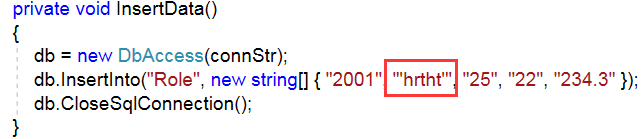 private void InsertData()
{
db = new DbAccess(connStr);
db.InsertInto("Role", new string[] { "2001", "'hrtht'", "25", "22", "234.3" });
db.CloseSqlConnection();
}